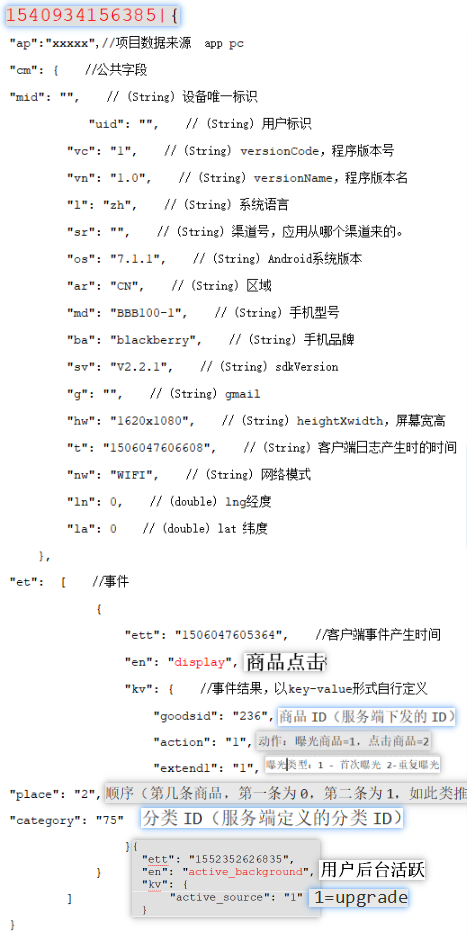 1540934156385|{
"ap":"xxxxx",//项目数据来源 app pc
"cm": { //公共字段
"mid": "", // (String) 设备唯一标识
"uid": "", // (String) 用户标识
"vc": "1", // (String) versionCode，程序版本号
"vn": "1.0", // (String) versionName，程序版本名
"l": "zh", // (String) 系统语言
"sr": "", // (String) 渠道号，应用从哪个渠道来的。
"os": "7.1.1", // (String) Android系统版本
"ar": "CN", // (String) 区域
"md": "BBB100-1", // (String) 手机型号
"ba": "blackberry", // (String) 手机品牌
"sv": "V2.2.1", // (String) sdkVersion
"g": "", // (String) gmail
"hw": "1620x1080", // (String) heightXwidth，屏幕宽高
"t": "1506047606608", // (String) 客户端日志产生时的时间
"nw": "WIFI", // (String) 网络模式
"ln": 0, // (double) lng经度
"la": 0 // (double) lat 纬度
},
"et": [ //事件
{
"ett": "1506047605364", //客户端事件产生时间
"en": "display", 商品点击
"kv": { //事件结果，以key-value形式自行定义
"goodsid": "236", 商品 ID（服务端下发的 ID）
"action": "1", 动作: 曝光商品=1，点击商品=2
"extend1": "1", 曝光类型: 1 - 首次曝光 2-重复曝光
"place": "2", 顺序（第几条商品，第一条为 0，第二条为 1，如此类推
"category": "75" 分类 ID（服务端定义的分类 ID）
}{
"ett": "1552352626835",
} "en": "active_background", 用户后台活跃
"kv": {
] "active_source": "1" 1=upgrade
}
}